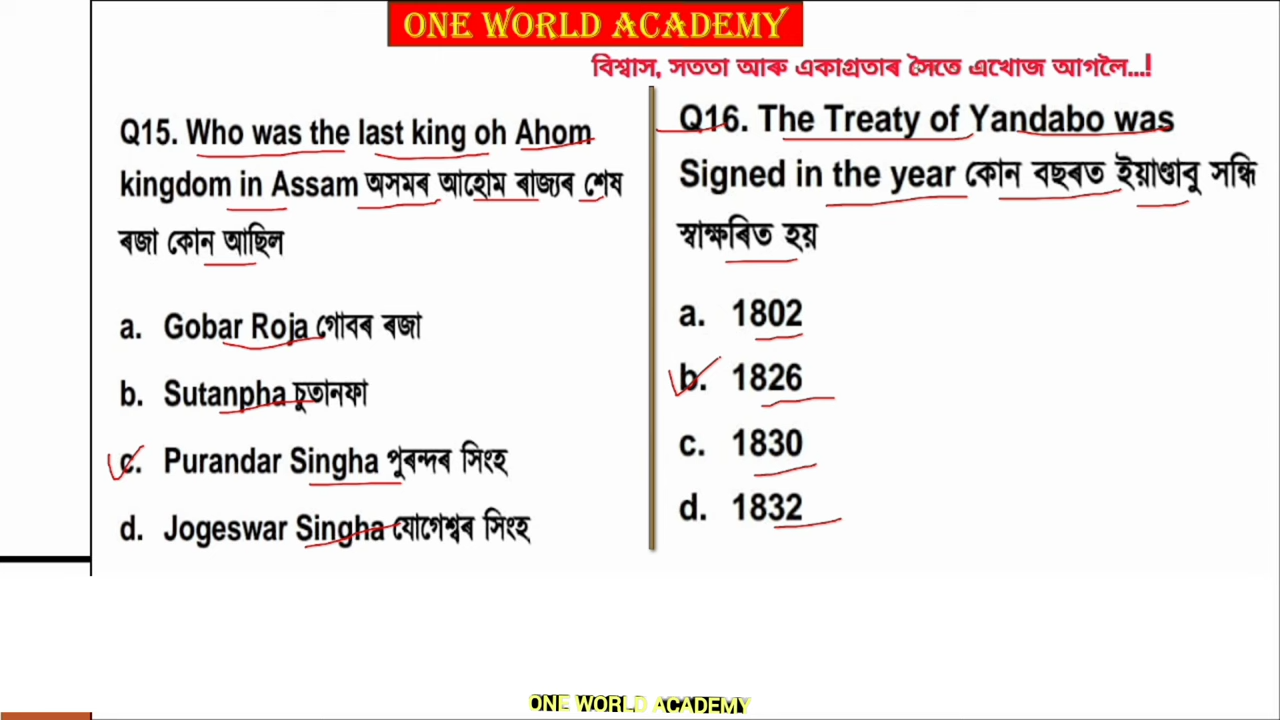 ONE WORLD ACADEMY
বিশ্বাস, সততা আৰু একাগ্ৰতাৰ সৈতে এখোজ আগলৈ...!
Q15. Who was the last king oh Ahom
kingdom in Assam অসমৰ আহোম ৰাজ্যৰ শেষ
ৰজা কোন আছিল
a. Gobar Roja গোবৰ ৰজা
b. Sutanpha চুতানফা
c. Purandar Singha পুৰন্দৰ সিংহ
d. Jogeswar Singha যোগেশ্বৰ সিংহ
Q16. The Treaty of Yandabo was
Signed in the year কোন বছৰত ইয়াণ্ডাবু সন্ধি
স্বাক্ষৰিত হয়
a. 1802
b. 1826
c. 1830
d. 1832
ONE WORLD ACADEMY